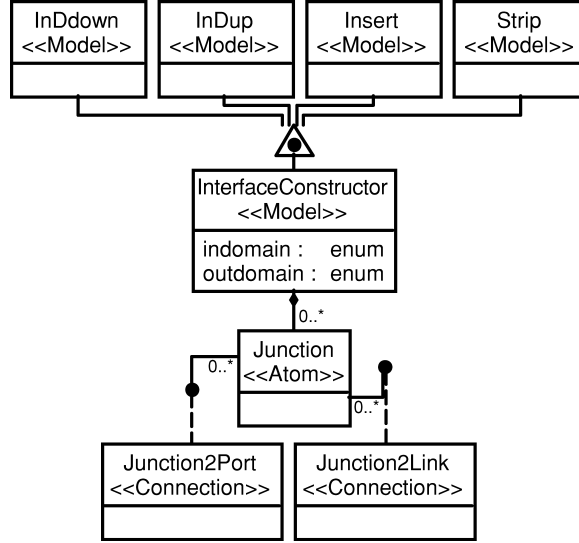 InDdown
<<Model>>
InDup
<<Model>>
Insert
<<Model>>
Strip
<<Model>>
InterfaceConstructor
<<Model>>
indomain : enum
outdomain : enum
0..*
Junction
<<Atom>>
0..*
0..*
Junction2Port
<<Connection>>
Junction2Link
<<Connection>>